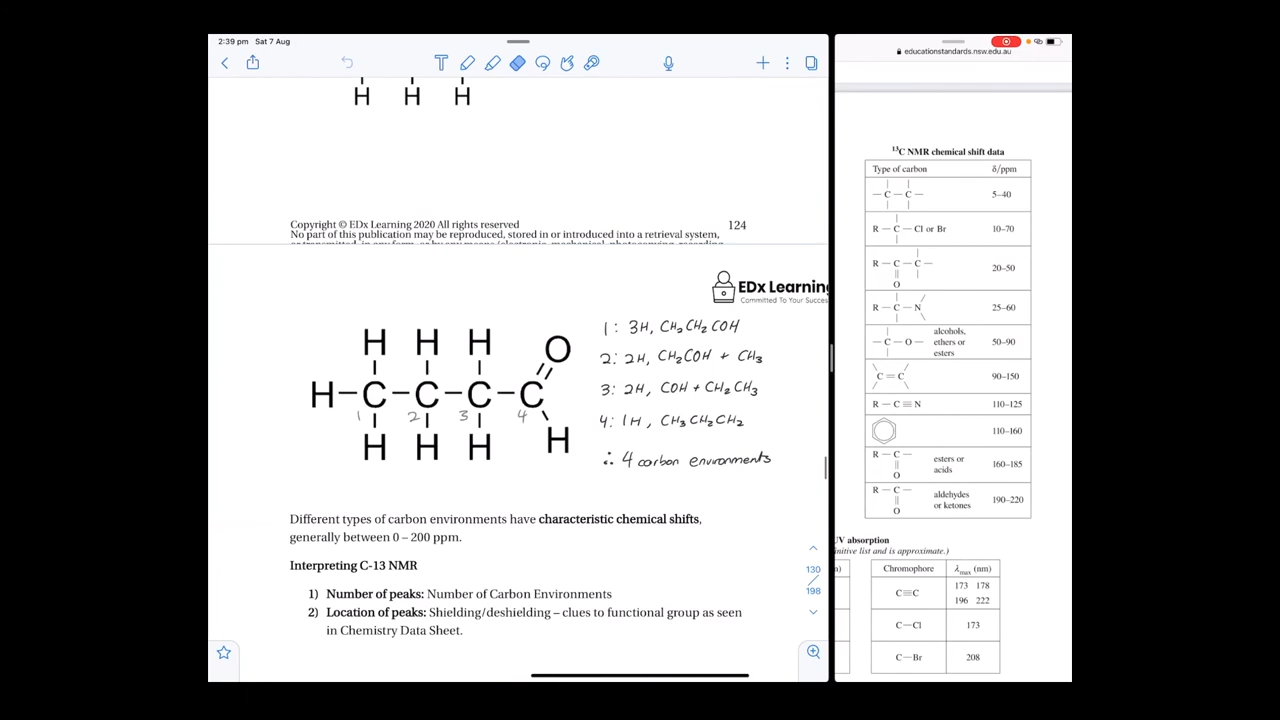 2:39 pm Sat 7 Aug
educationstandards.nsw.edu.au
H H H
Copyright © EDx Learning 2020 All rights reserved 124
No part of this publication may be reproduced, stored in or introduced into a retrieval system,
EDx Learning
Committed To Your Succes
H H H O
H C C C C
1 2 3 4
H H H H
1: 3H, CH₂CH₂COH
2: 2H, CH₂COH + CH₃
3: 2H, COH + CH₂CH₃
4: 1H, CH₃CH₂CH₂
∴ 4 carbon environments
Different types of carbon environments have characteristic chemical shifts,
generally between 0 – 200 ppm.
Interpreting C-13 NMR
1) Number of peaks: Number of Carbon Environments
2) Location of peaks: Shielding/deshielding – clues to functional group as seen
in Chemistry Data Sheet.
130
198
¹³C NMR chemical shift data
Type of carbon δ/ppm
C C 5–40
R C Cl or Br 10–70
R C C O 20–50
R C N 25–60
C O alcohols, ethers or esters 50–90
C C 90–150
R C N 110–125
110–160
R C O esters or acids 160–185
R C O aldehydes or ketones 190–220
UV absorption
initive list and is approximate.)
n) Chromophore λmax (nm)
C≡C 173 178
196 222
C—Cl 173
C—Br 208